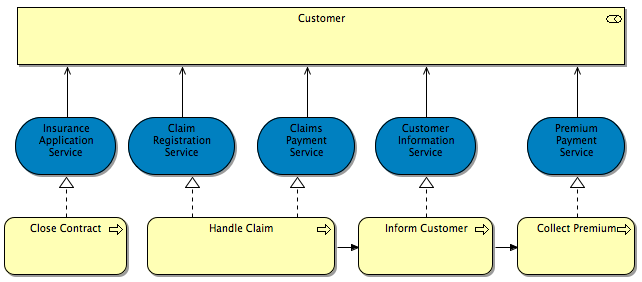 Customer
Insurance
Application
Service
Claim
Registration
Service
Claims
Payment
Service
Customer
Information
Service
Premium
Payment
Service
Close Contract
Handle Claim
Inform Customer
Collect Premium